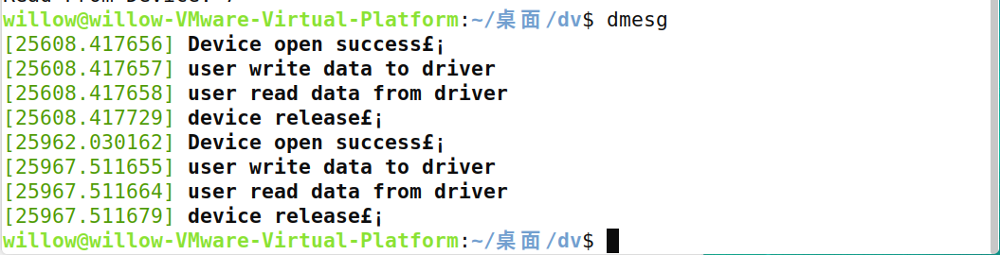 willow@willow-VMware-Virtual-Platform:~/桌面/dv$ dmesg
[25608.417656] Device open success£¡
[25608.417657] user write data to driver
[25608.417658] user read data from driver
[25608.417729] device release£¡
[25962.030162] Device open success£¡
[25967.511655] user write data to driver
[25967.511664] user read data from driver
[25967.511679] device release£¡
willow@willow-VMware-Virtual-Platform:~/桌面/dv$